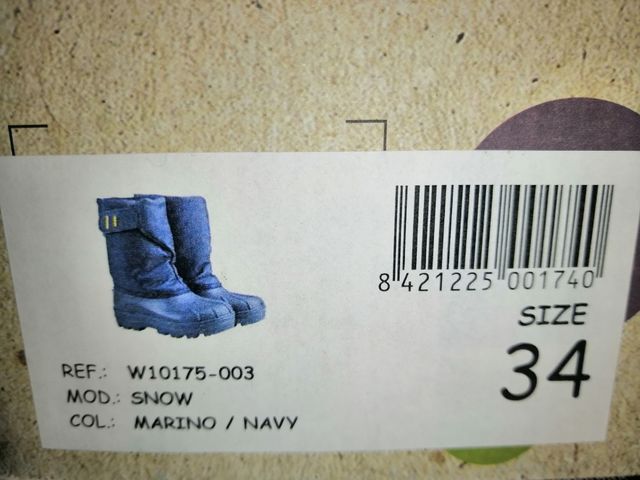 8 421225 001740
SIZE
34
REF.: W10175-003
MOD.: SNOW
COL.: MARINO / NAVY